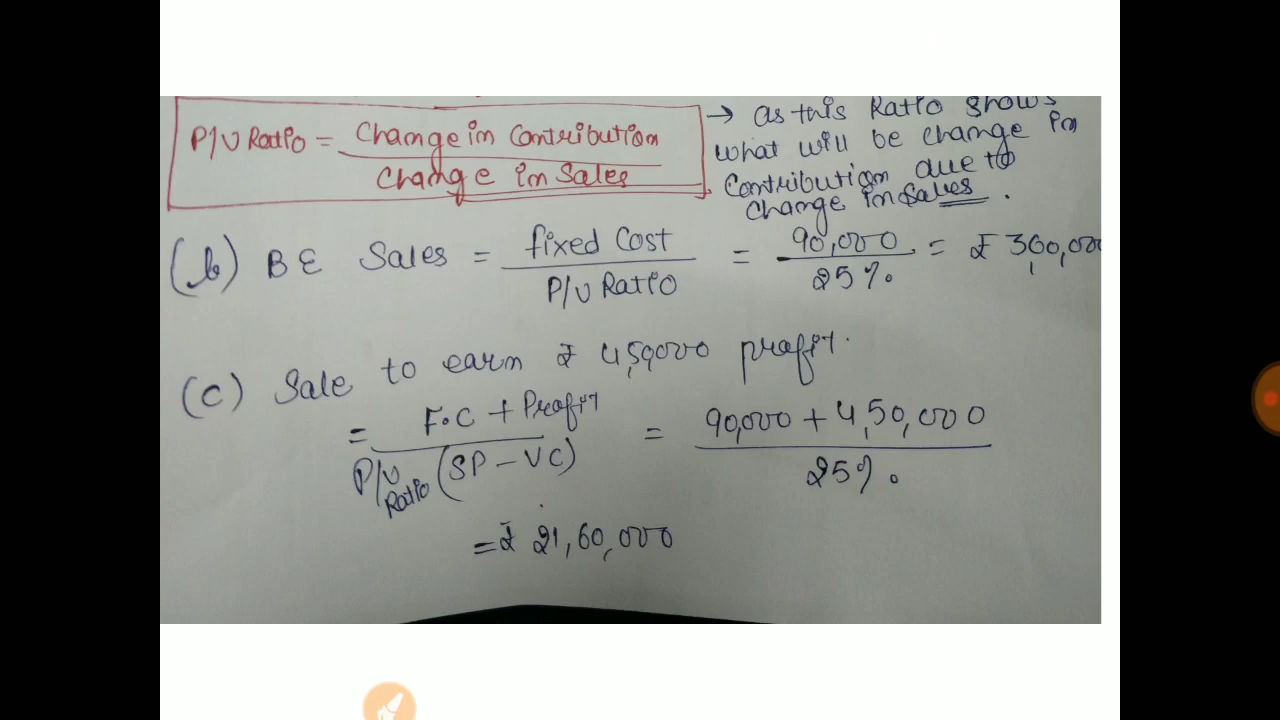 P/V Ratio = Change in Contribution
Change in Sales
→ as this Ratio shows
what will be change in
Contribution due to
change in Sales.
(b) BE Sales = fixed Cost / P/V Ratio = 90,000 / 25% = ₹ 300,000
(c) Sale to earn ₹ 4,50,000 profit.
= F.C + Profit / P/V Ratio (SP - VC) = 90,000 + 4,50,000 / 25%
= ₹ 21,60,000